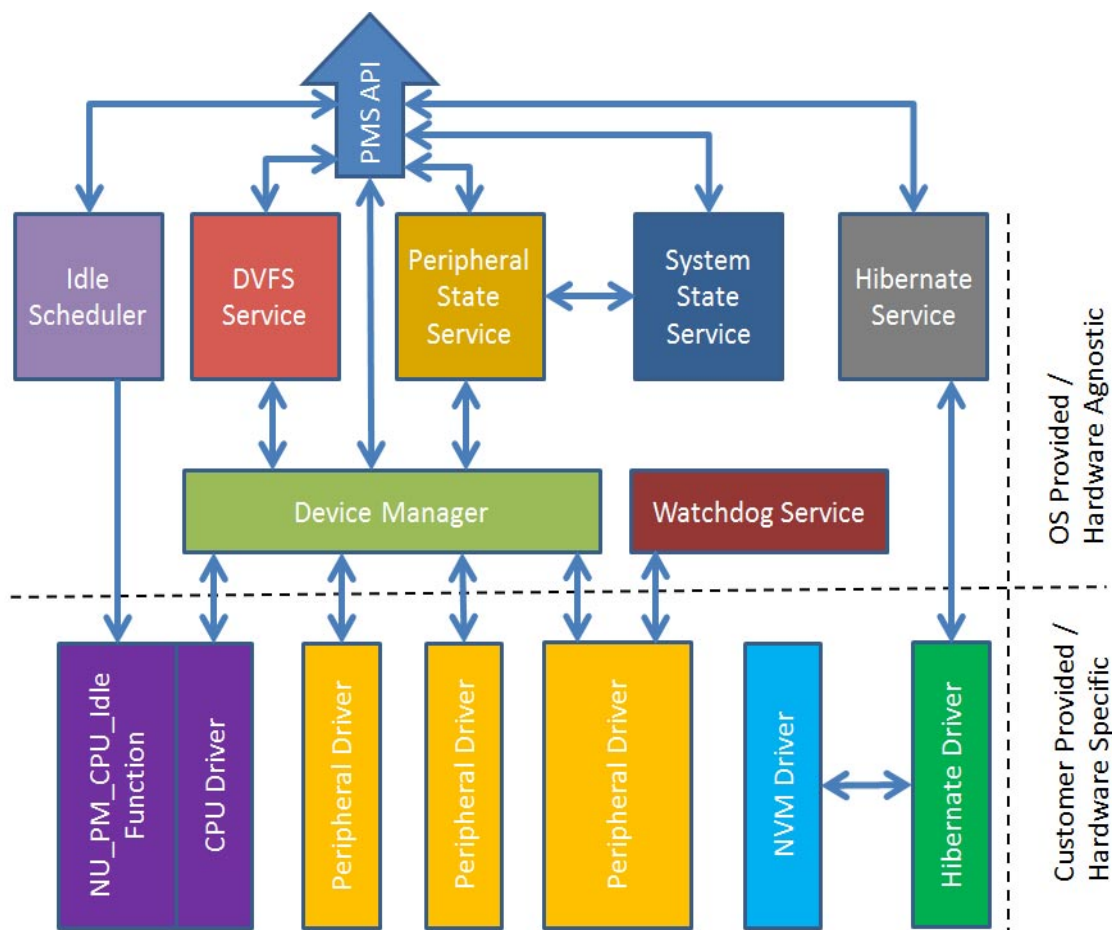 PMS API
Idle
Scheduler
DVFS
Service
Peripheral
State
Service
System
State
Service
Hibernate
Service
OS Provided /
Hardware Agnostic
Device Manager
Watchdog Service
NU_PM_CPU_Idle
Function
CPU Driver
Peripheral Driver
Peripheral Driver
Peripheral Driver
NVM Driver
Hibernate Driver
Customer Provided /
Hardware Specific